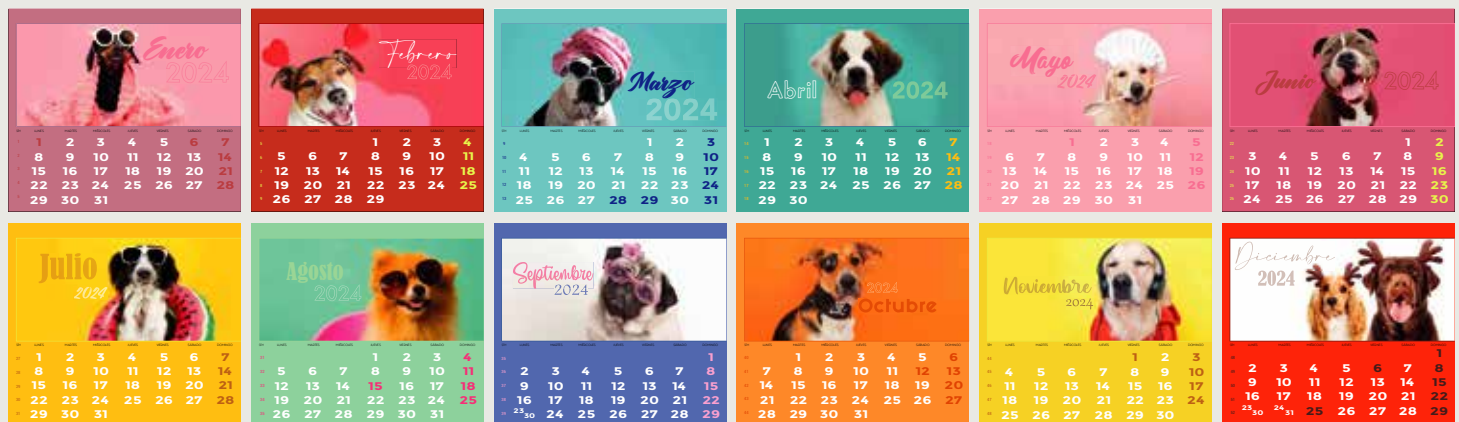 Enero
2024
1 2 3 4 5 6 7
8 9 10 11 12 13 14
15 16 17 18 19 20 21
22 23 24 25 26 27 28
29 30 31
Febrero
2024
1 2 3 4
5 6 7 8 9 10 11
12 13 14 15 16 17 18
19 20 21 22 23 24 25
26 27 28 29
Marzo
2024
1 2 3
4 5 6 7 8 9 10
11 12 13 14 15 16 17
18 19 20 21 22 23 24
25 26 27 28 29 30 31
Abril 2024
1 2 3 4 5 6 7
8 9 10 11 12 13 14
15 16 17 18 19 20 21
22 23 24 25 26 27 28
29 30
Mayo
2024
1 2 3 4 5
6 7 8 9 10 11 12
13 14 15 16 17 18 19
20 21 22 23 24 25 26
27 28 29 30 31
Junio 2024
1 2
3 4 5 6 7 8 9
10 11 12 13 14 15 16
17 18 19 20 21 22 23
24 25 26 27 28 29 30
Julio
2024
1 2 3 4 5 6 7
8 9 10 11 12 13 14
15 16 17 18 19 20 21
22 23 24 25 26 27 28
29 30 31
Agosto
2024
1 2 3 4
5 6 7 8 9 10 11
12 13 14 15 16 17 18
19 20 21 22 23 24 25
26 27 28 29 30 31
Septiembre
2024
1
2 3 4 5 6 7 8
9 10 11 12 13 14 15
16 17 18 19 20 21 22
23 30 24 25 26 27 28 29
2024
Octubre
1 2 3 4 5 6
7 8 9 10 11 12 13
14 15 16 17 18 19 20
21 22 23 24 25 26 27
28 29 30 31
Noviembre
2024
1 2 3
4 5 6 7 8 9 10
11 12 13 14 15 16 17
18 19 20 21 22 23 24
25 26 27 28 29 30
Diciembre
2024
1
2 3 4 5 6 7 8
9 10 11 12 13 14 15
16 17 18 19 20 21 22
23 30 24 31 25 26 27 28 29